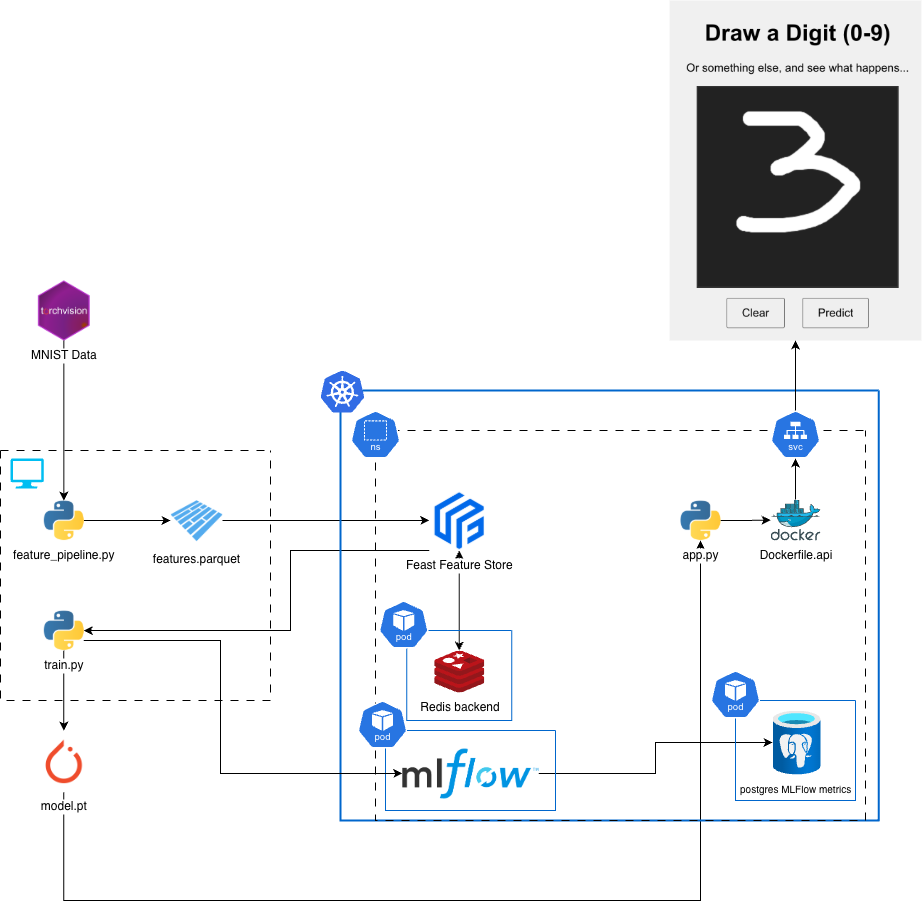 Draw a Digit (0-9)
Or something else, and see what happens...
Clear
Predict
torchvision
MNIST Data
ns
svc
feature_pipeline.py
features.parquet
Feast Feature Store
app.py
docker
Dockerfile.api
pod
train.py
Redis backend
pod
pod
mlflow™
postgres MLFlow metrics
model.pt